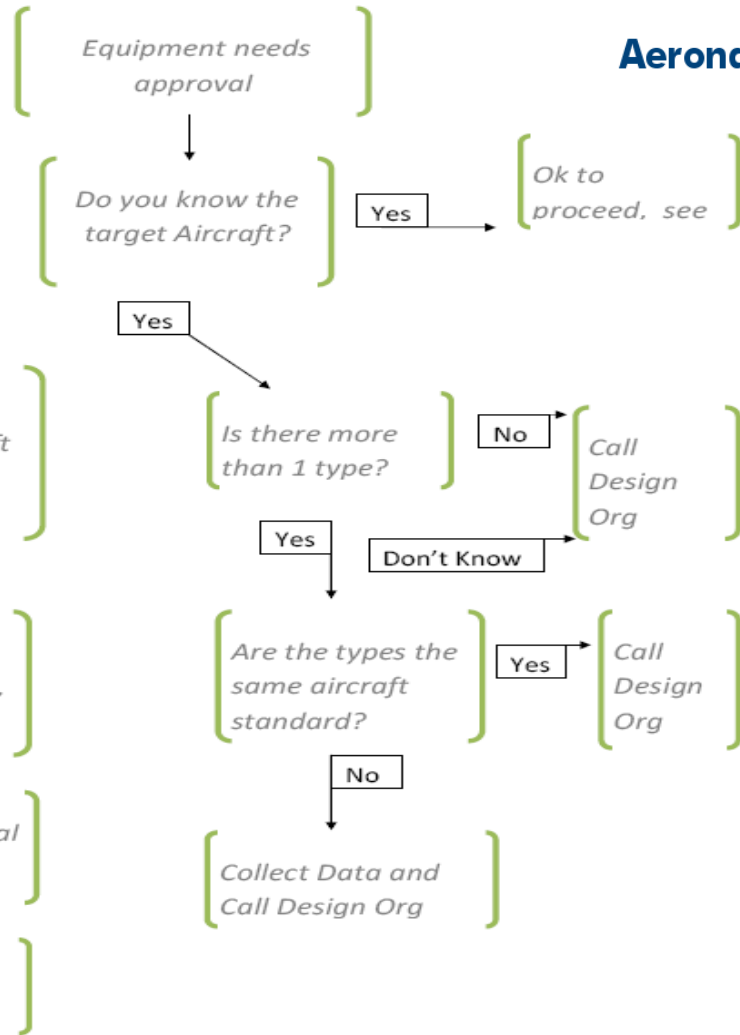 Equipment needs
approval
Aerona
Do you know the
target Aircraft?
Yes
Ok to
proceed, see
Yes
Is there more
than 1 type?
No
Call
Design
Org
Yes
Don't Know
Are the types the
same aircraft
standard?
Yes
Call
Design
Org
No
Collect Data and
Call Design Org